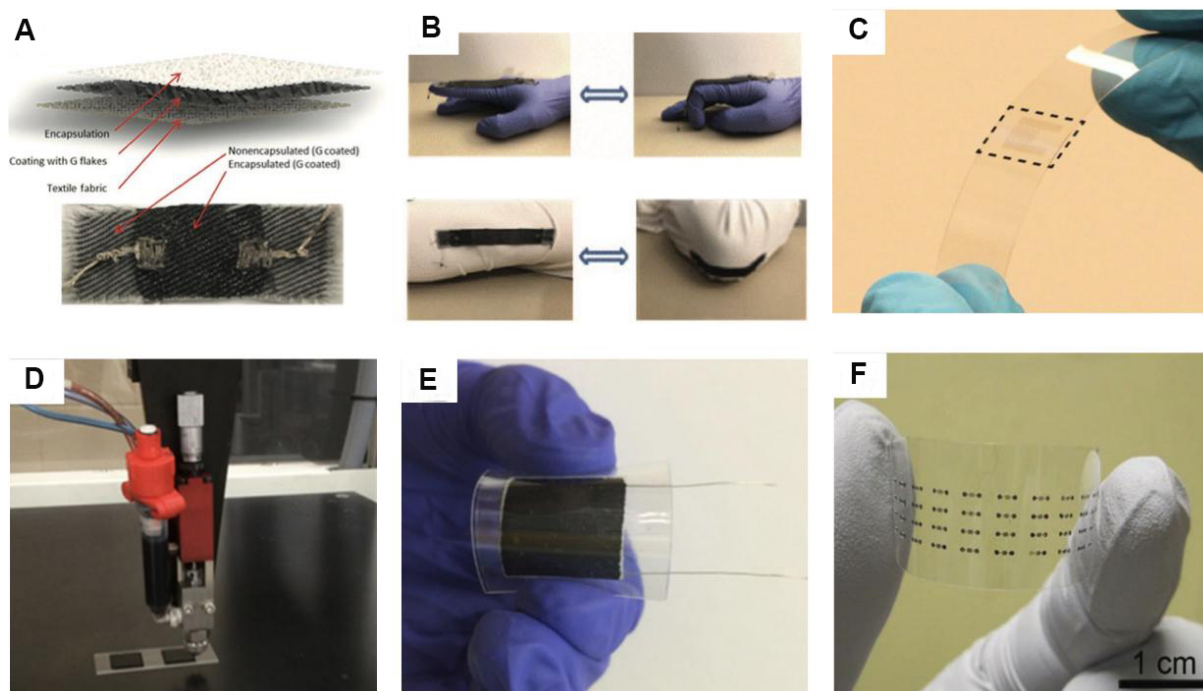 A
Encapsulation
Coating with G flakes
Textile fabric
Nonencapsulated (G coated)
Encapsulated (G coated)
B
C
D
E
F
1 cm